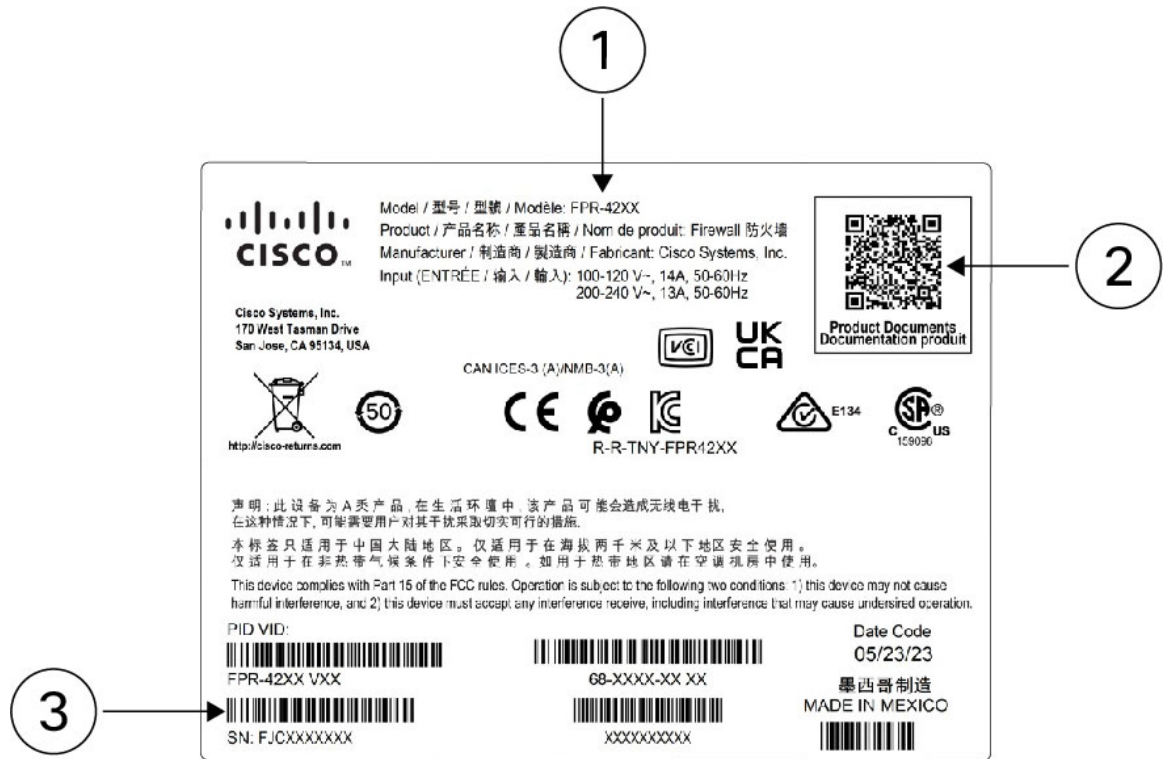 1
CISCO™
Model / 型号 / 型號 / Modèle: FPR-42XX
Product / 产品名称 / 產品名稱 / Nom de produit: Firewall 防火墙
Manufacturer / 制造商 / 製造商 / Fabricant: Cisco Systems, Inc.
Input (ENTRÉE / 输入 / 輸入): 100-120 V~, 14A, 50-60Hz
200-240 V~, 13A, 50-60Hz
2
Product Documents
Documentation produit
Cisco Systems, Inc.
170 West Tasman Drive
San Jose, CA 95134, USA
VCI
UK
CA
CAN ICES-3 (A)/NMB-3(A)
50
CE
E134
SA®
C US
159096
http://cisco-returns.com
R-R-TNY-FPR42XX
声明:此设备为A类产品,在生活环境中,该产品可能会造成无线电干扰,
在这种情况下,可能需要用户对其干扰采取切实可行的措施.
本标签只适用于中国大陆地区。仅适用于在海拔两千米及以下地区安全使用。
仅适用于在非热带气候条件下安全使用。如用于热带地区请在空调机房中使用。
This device complies with Part 15 of the FCC rules. Operation is subject to the following two conditions: 1) this device may not cause
harmful interference, and 2) this device must accept any interference receive, including interference that may cause undersired operation.
PID VID:
FPR-42XX VXX
68-XXXX-XX XX
Date Code
05/23/23
3
SN: FJCXXXXXXX
XXXXXXXXXX
墨西哥制造
MADE IN MEXICO